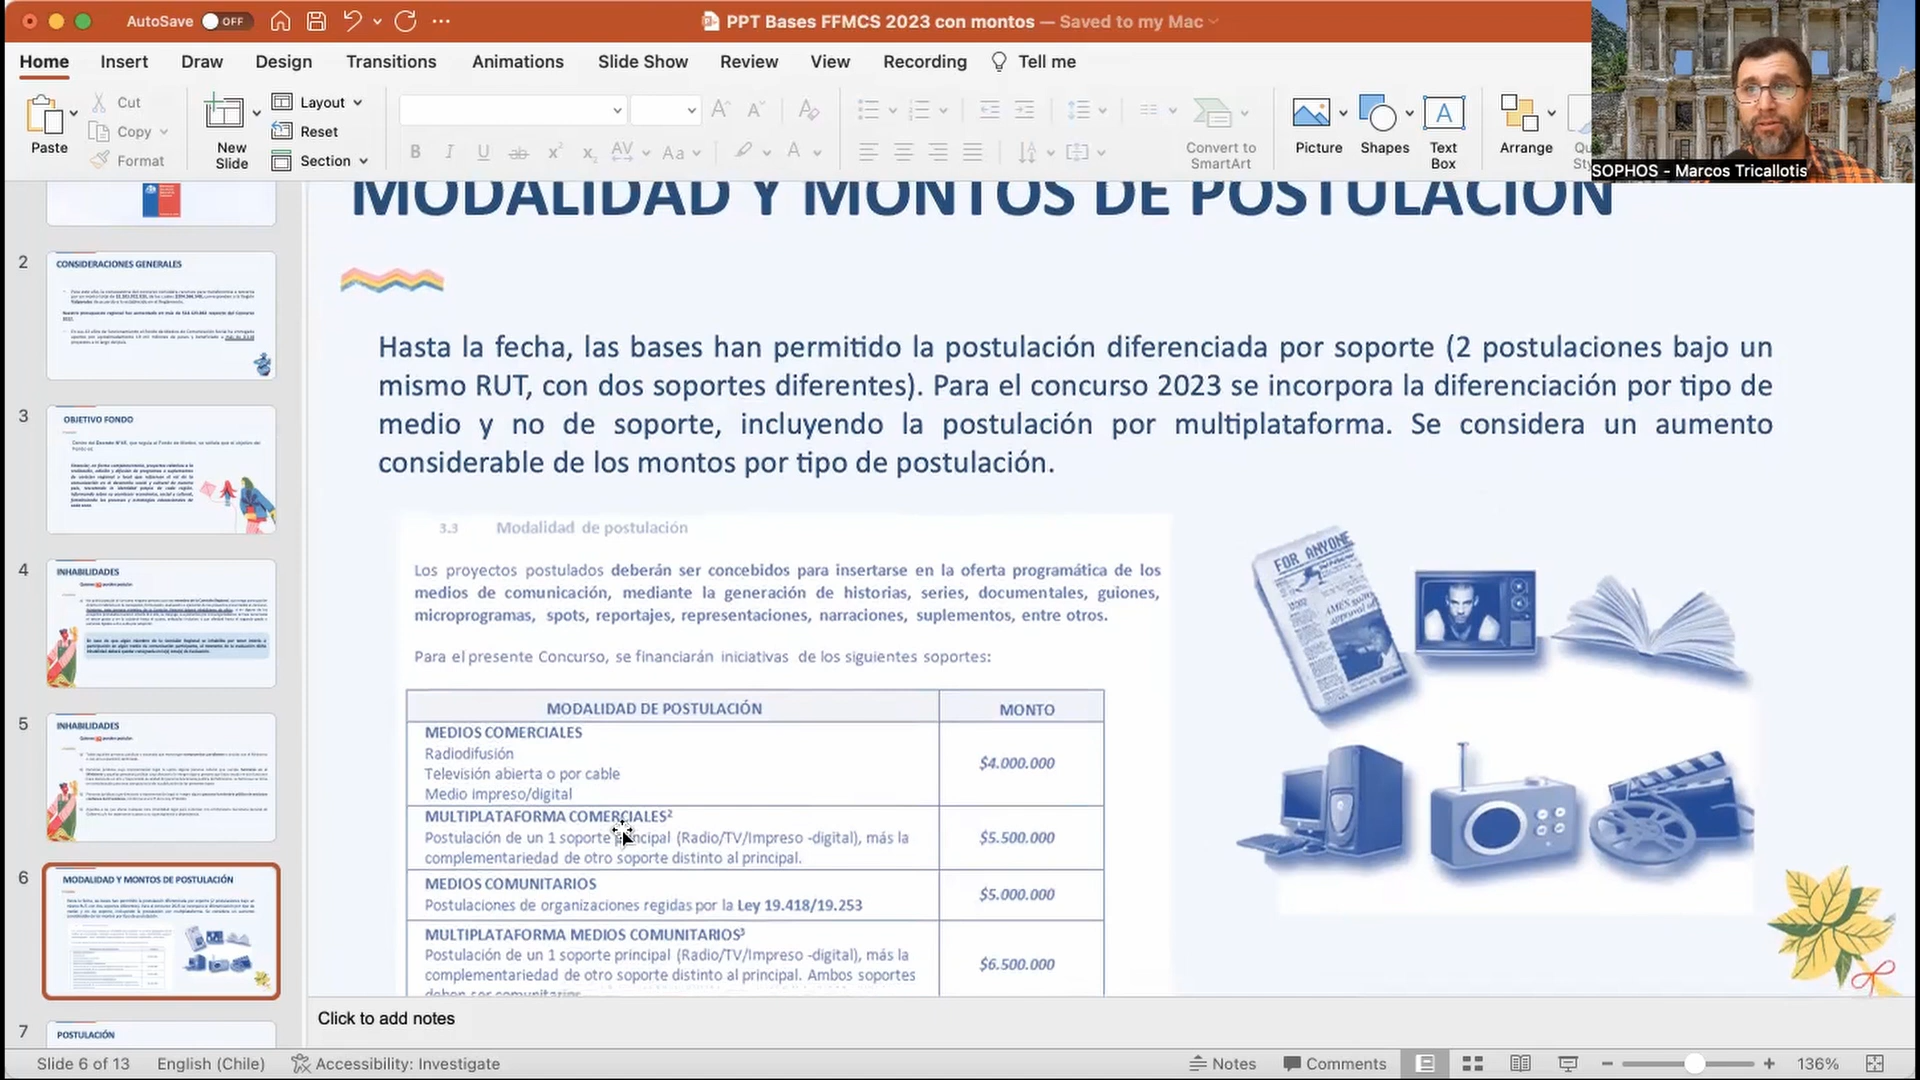 AutoSave OFF
PPT Bases FFMCS 2023 con montos — Saved to my Mac
Home Insert Draw Design Transitions Animations Slide Show Review View Recording Tell me
Paste
Cut
Copy
Format
New Slide
Layout
Reset
Section
B I U ab x² x₂ AV Aa A
Convert to SmartArt
Picture
Shapes
Text Box
Arrange
SOPHOS - Marcos Tricallotis
2
CONSIDERACIONES GENERALES
3
OBJETIVO FONDO
4
INHABILIDADES
5
INHABILIDADES
6
MODALIDAD Y MONTOS DE POSTULACIÓN
7
POSTULACIÓN
MODALIDAD Y MONTOS DE POSTULACIÓN
Hasta la fecha, las bases han permitido la postulación diferenciada por soporte (2 postulaciones bajo un
mismo RUT, con dos soportes diferentes). Para el concurso 2023 se incorpora la diferenciación por tipo de
medio y no de soporte, incluyendo la postulación por multiplataforma. Se considera un aumento
considerable de los montos por tipo de postulación.
3.3 Modalidad de postulación
Los proyectos postulados deberán ser concebidos para insertarse en la oferta programática de los
medios de comunicación, mediante la generación de historias, series, documentales, guiones,
microprogramas, spots, reportajes, representaciones, narraciones, suplementos, entre otros.
Para el presente Concurso, se financiarán iniciativas de los siguientes soportes:
MODALIDAD DE POSTULACIÓN MONTO
MEDIOS COMERCIALES
Radiodifusión
Televisión abierta o por cable
Medio impreso/digital
$4.000.000
MULTIPLATAFORMA COMERCIALES²
Postulación de un 1 soporte principal (Radio/TV/Impreso -digital), más la
complementariedad de otro soporte distinto al principal.
$5.500.000
MEDIOS COMUNITARIOS
Postulaciones de organizaciones regidas por la Ley 19.418/19.253
$5.000.000
MULTIPLATAFORMA MEDIOS COMUNITARIOS³
Postulación de un 1 soporte principal (Radio/TV/Impreso -digital), más la
complementariedad de otro soporte distinto al principal. Ambos soportes
deben ser comunitarios
$6.500.000
FOR ANYONE
Click to add notes
Slide 6 of 13 English (Chile) Accessibility: Investigate Notes Comments 136%